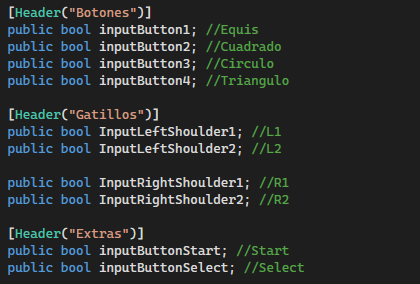 [Header("Botones")]
public bool inputButton1; //Equis
public bool inputButton2; //Cuadrado
public bool inputButton3; //Circulo
public bool inputButton4; //Triangulo
[Header("Gatillos")]
public bool InputLeftShoulder1; //L1
public bool InputLeftShoulder2; //L2
public bool InputRightShoulder1; //R1
public bool InputRightShoulder2; //R2
[Header("Extras")]
public bool inputButtonStart; //Start
public bool inputButtonSelect; //Select